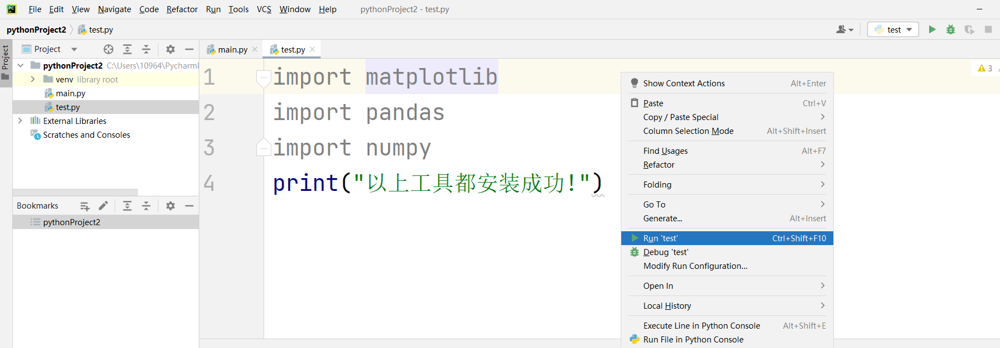 File Edit View Navigate Code Refactor Run Tools VCS Window Help pythonProject2 - test.py
pythonProject2 test.py
test
Project
Project
main.py
test.py
pythonProject2 C:\Users\10964\Pycharm
venv library root
main.py
test.py
External Libraries
Scratches and Consoles
Bookmarks
pythonProject2
1 import matplotlib
2 import pandas
3 import numpy
4 print("以上工具都安装成功!")
3
Show Context Actions Alt+Enter
Paste Ctrl+V
Copy / Paste Special
Column Selection Mode Alt+Shift+Insert
Find Usages Alt+F7
Refactor
Folding
Go To
Generate... Alt+Insert
Run 'test' Ctrl+Shift+F10
Debug 'test'
Modify Run Configuration...
Open In
Local History
Execute Line in Python Console Alt+Shift+E
Run File in Python Console